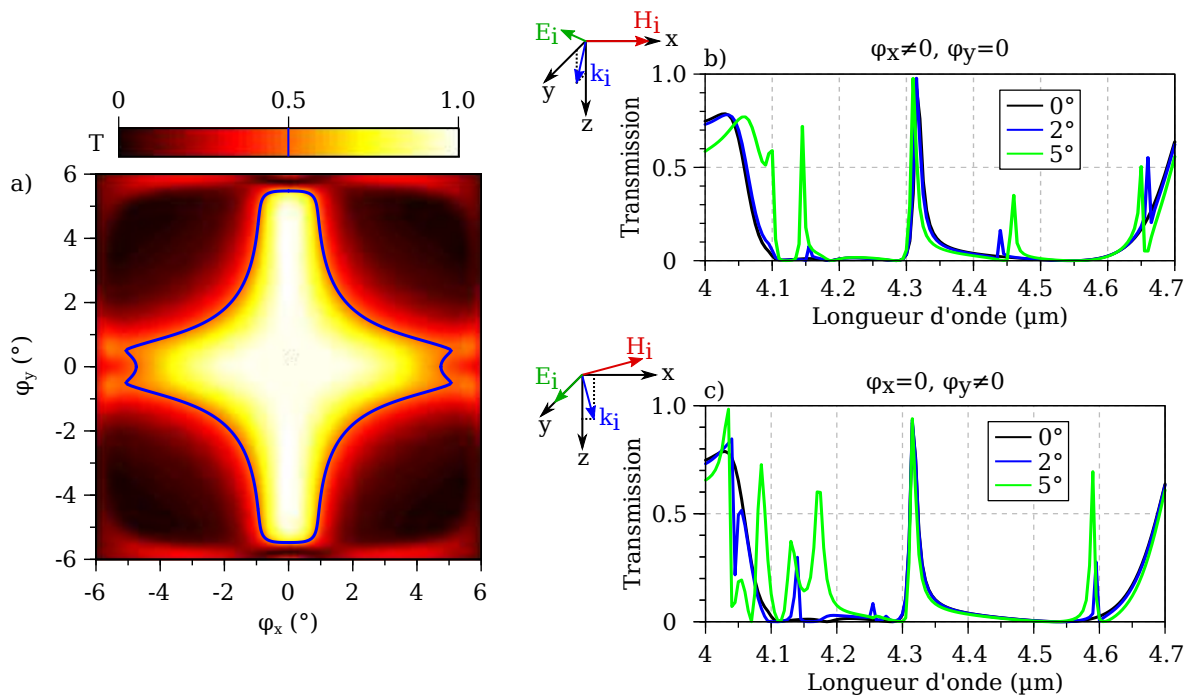 0 0.5 1.0
T
a)
6
4
2
0
-2
-4
-6
φy (°)
-6 -4 -2 0 2 4 6
φx (°)
Ei Hi x
ki
y
z
b) φx≠0, φy=0
1.0
0.5
0
Transmission
0°
2°
5°
4 4.1 4.2 4.3 4.4 4.5 4.6 4.7
Longueur d'onde (µm)
Hi
Ei x
ki
y
z
c) φx=0, φy≠0
1.0
0.5
0
Transmission
0°
2°
5°
4 4.1 4.2 4.3 4.4 4.5 4.6 4.7
Longueur d'onde (µm)